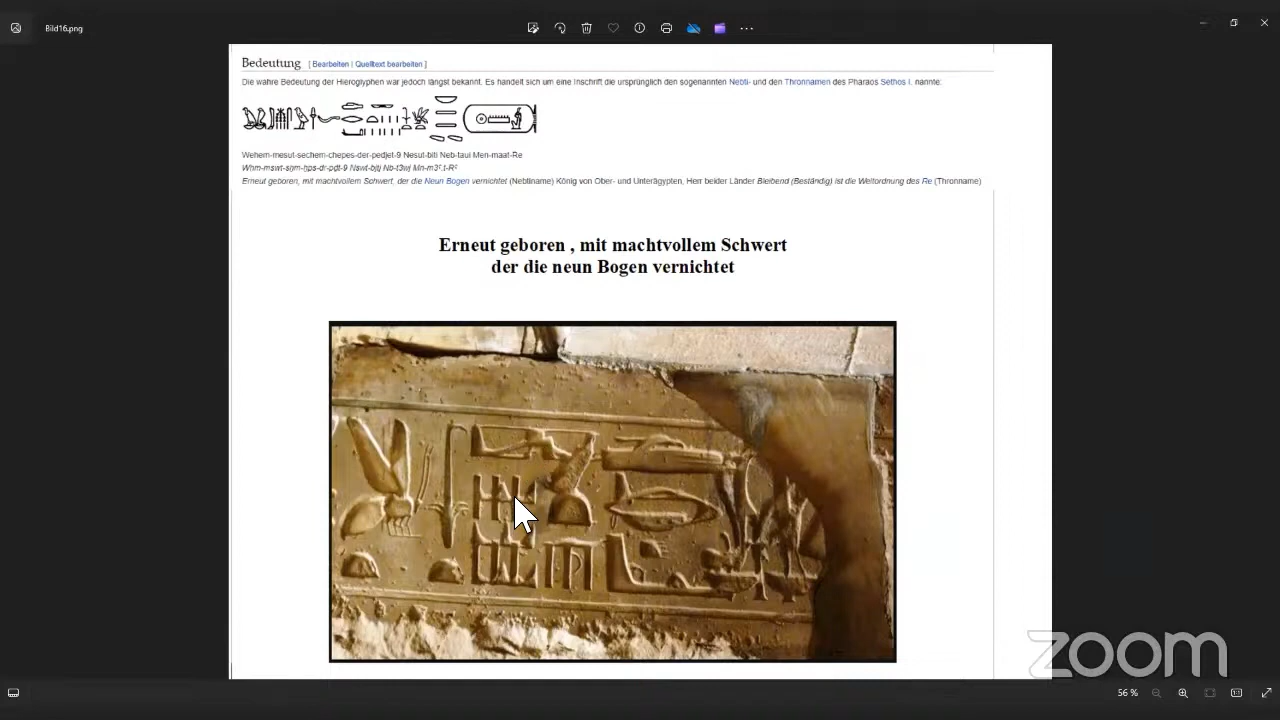 Bild16.png
Bedeutung [ Bearbeiten | Quelltext bearbeiten ]
Die wahre Bedeutung der Hieroglyphen war jedoch längst bekannt. Es handelt sich um eine Inschrift die ursprünglich den sogenannten Nebti- und den Thronnamen des Pharaos Sethos I. nannte:
Wehem-mesut-sechem-chepes-der-pedjet-9 Nesut-biti Neb-taui Men-maat-Re
Erneut geboren, mit machtvollem Schwert, der die Neun Bogen vernichtet (Nebtiname) König von Ober- und Unterägypten, Herr beider Länder Bleibend (Beständig) ist die Weltordnung des Re (Thronname)
Erneut geboren , mit machtvollem Schwert
der die neun Bogen vernichtet
zoom
56 %